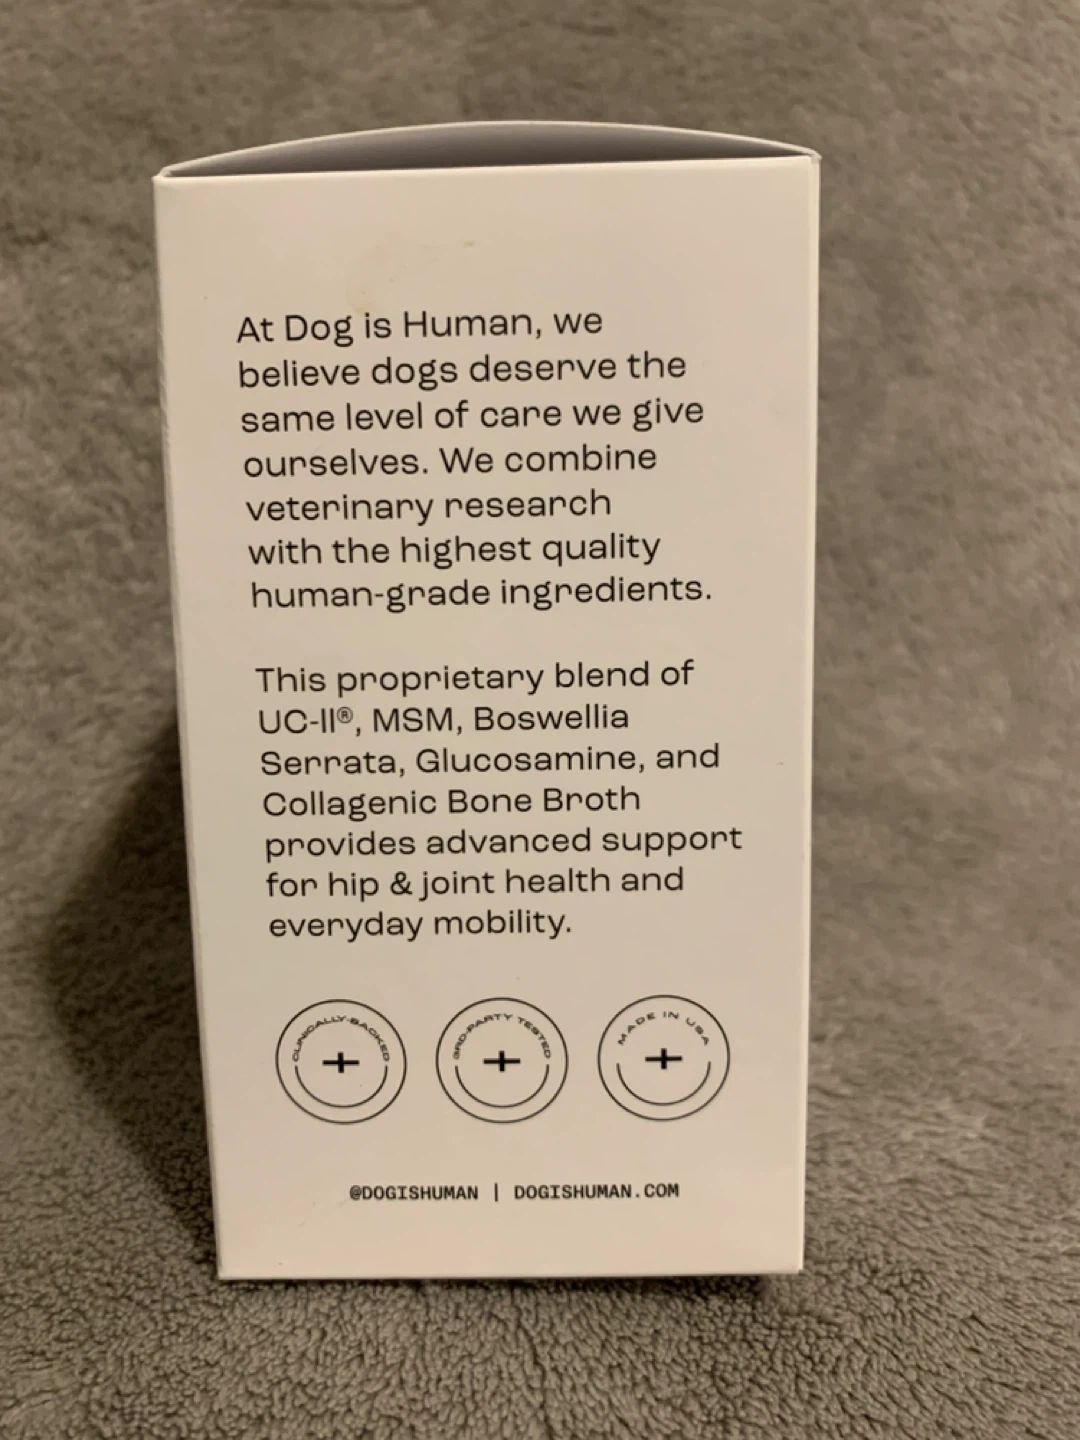 At Dog is Human, we
believe dogs deserve the
same level of care we give
ourselves. We combine
veterinary research
with the highest quality
human-grade ingredients.
This proprietary blend of
UC-II®, MSM, Boswellia
Serrata, Glucosamine, and
Collagenic Bone Broth
provides advanced support
for hip & joint health and
everyday mobility.
CLINICALLY-BACKED
3RD-PARTY TESTED
MADE IN USA
@DOGISHUMAN | DOGISHUMAN.COM